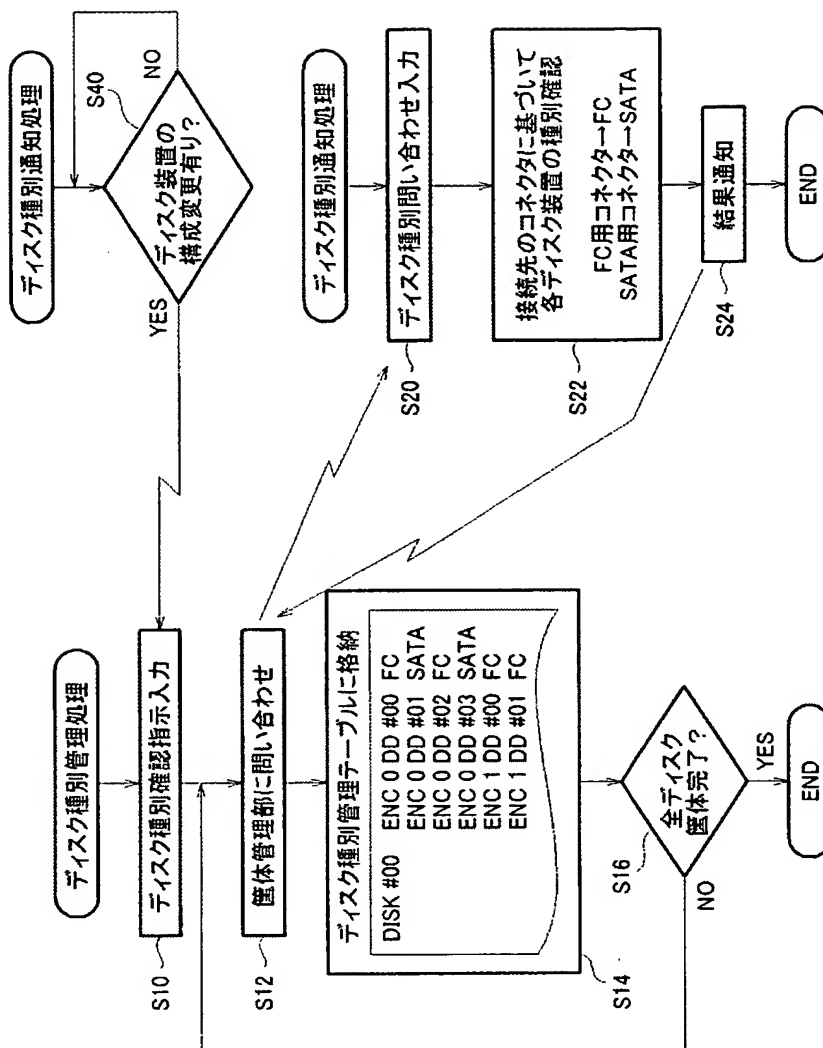 ディスク種別管理処理
ディスク種別確認指示入力
S10
筐体管理部に問い合わせ
S12
ディスク種別管理テーブルに格納
DISK #00 ENC 0 DD #00 FC
ENC 0 DD #01 SATA
ENC 0 DD #02 FC
ENC 0 DD #03 SATA
ENC 1 DD #00 FC
ENC 1 DD #01 FC
S14
全ディスク
筐体完了?
S16
NO
YES
END
ディスク種別通知処理
ディスク装置の
構成変更有り?
S40
NO
YES
ディスク種別通知処理
ディスク種別問い合わせ入力
S20
接続先のコネクタに基づいて
各ディスク装置の種別確認
FC用コネクタ→FC
SATA用コネクタ→SATA
S22
結果通知
S24
END